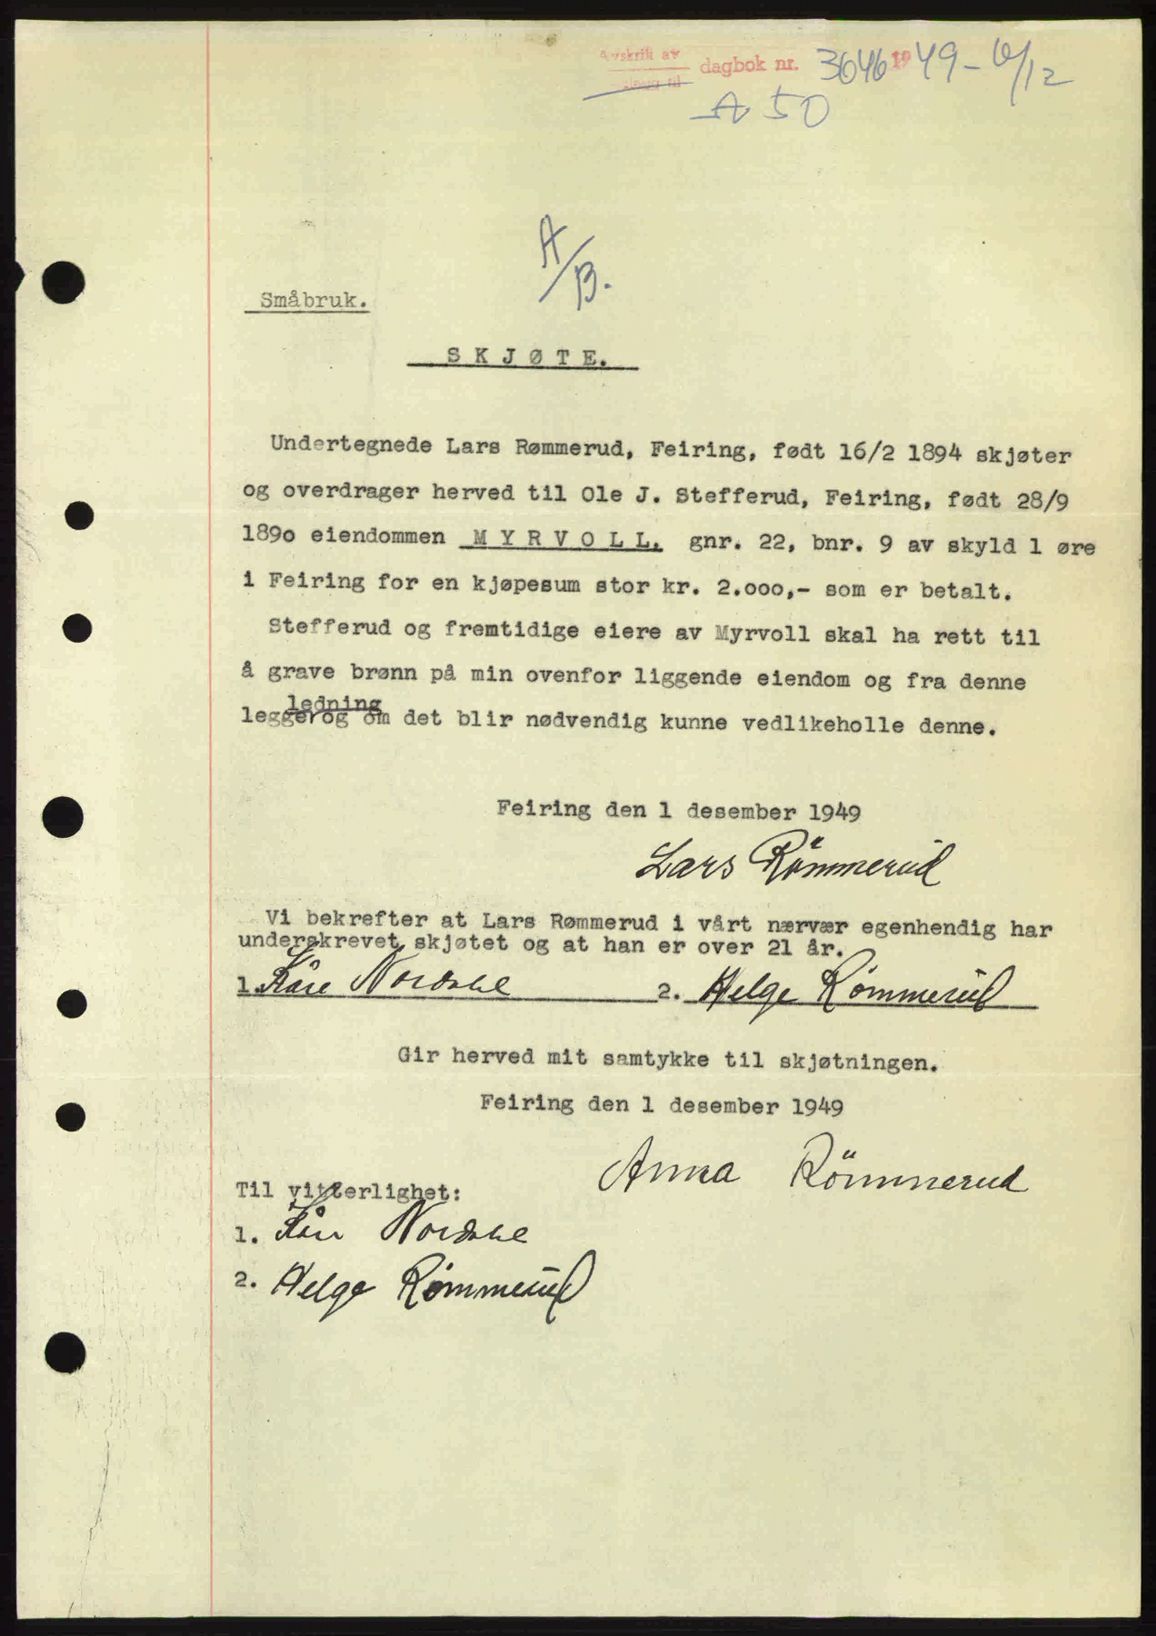 Avskrift av
dagbok nr. 3646 1949 - 6/12
A 50
A/B.
Småbruk.
SKJØTE.
Undertegnede Lars Rømmerud, Feiring, født 16/2 1894 skjøter
og overdrager herved til Ole J. Stefferud, Feiring, født 28/9
1890 eiendommen MYRVOLL, gnr. 22, bnr. 9 av skyld 1 øre
i Feiring for en kjøpesum stor kr. 2.000,- som er betalt.
Stefferud og fremtidige eiere av Myrvoll skal ha rett til
å grave brønn på min ovenfor liggende eiendom og fra denne
ledning
legge og om det blir nødvendig kunne vedlikeholle denne.
Feiring den 1 desember 1949
Lars Römmerud
Vi bekrefter at Lars Rømmerud i vårt nærvær egenhendig har
underskrevet skjøtet og at han er over 21 år.
1. Kåre 2. Helge Rømmerud
Gir herved mit samtykke til skjøtningen.
Feiring den 1 desember 1949
Anna Römmerud
Til vitterlighet:
1. Kåre
2. Helge Rømmerud